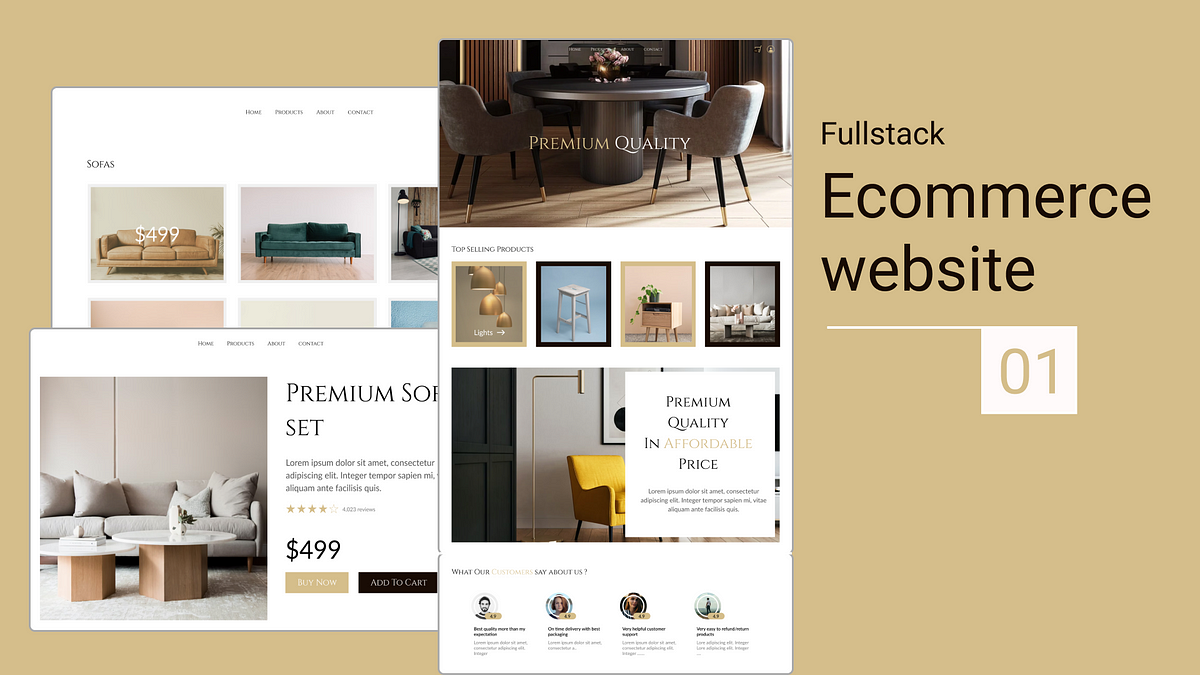 Fullstack
Ecommerce
website
01
Home Products About contact
Sofas
$499
Home Products About contact
Premium Sof
set
Lorem ipsum dolor sit amet, consectetur
adipiscing elit. Integer tempor sapien mi,
aliquam ante facilisis quis.
4,023 reviews
$499
Buy Now
Add To Cart
Home Products About Contact
Premium Quality
Top Selling Products
Lights →
Premium
Quality
In Affordable
Price
Lorem ipsum dolor sit amet, consectetur
adipiscing elit. Integer tempor sapien mi, vitae
aliquam ante facilisis quis.
What Our Customers say about us ?
4.9
Best quality more than my
expectation
Lorem ipsum dolor sit amet,
consectetur adipiscing elit.
Integer
4.9
On time delivery with best
packaging
Lorem ipsum dolor sit amet,
consectetur a..
4.9
Very helpful customer
support
Lorem ipsum dolor sit amet,
consectetur adipiscing elit.
Integer ......
4.9
Very easy to refund/return
products
Lorem ipsum dolor sit amet,
consectetur adipiscing elit. Integer
....